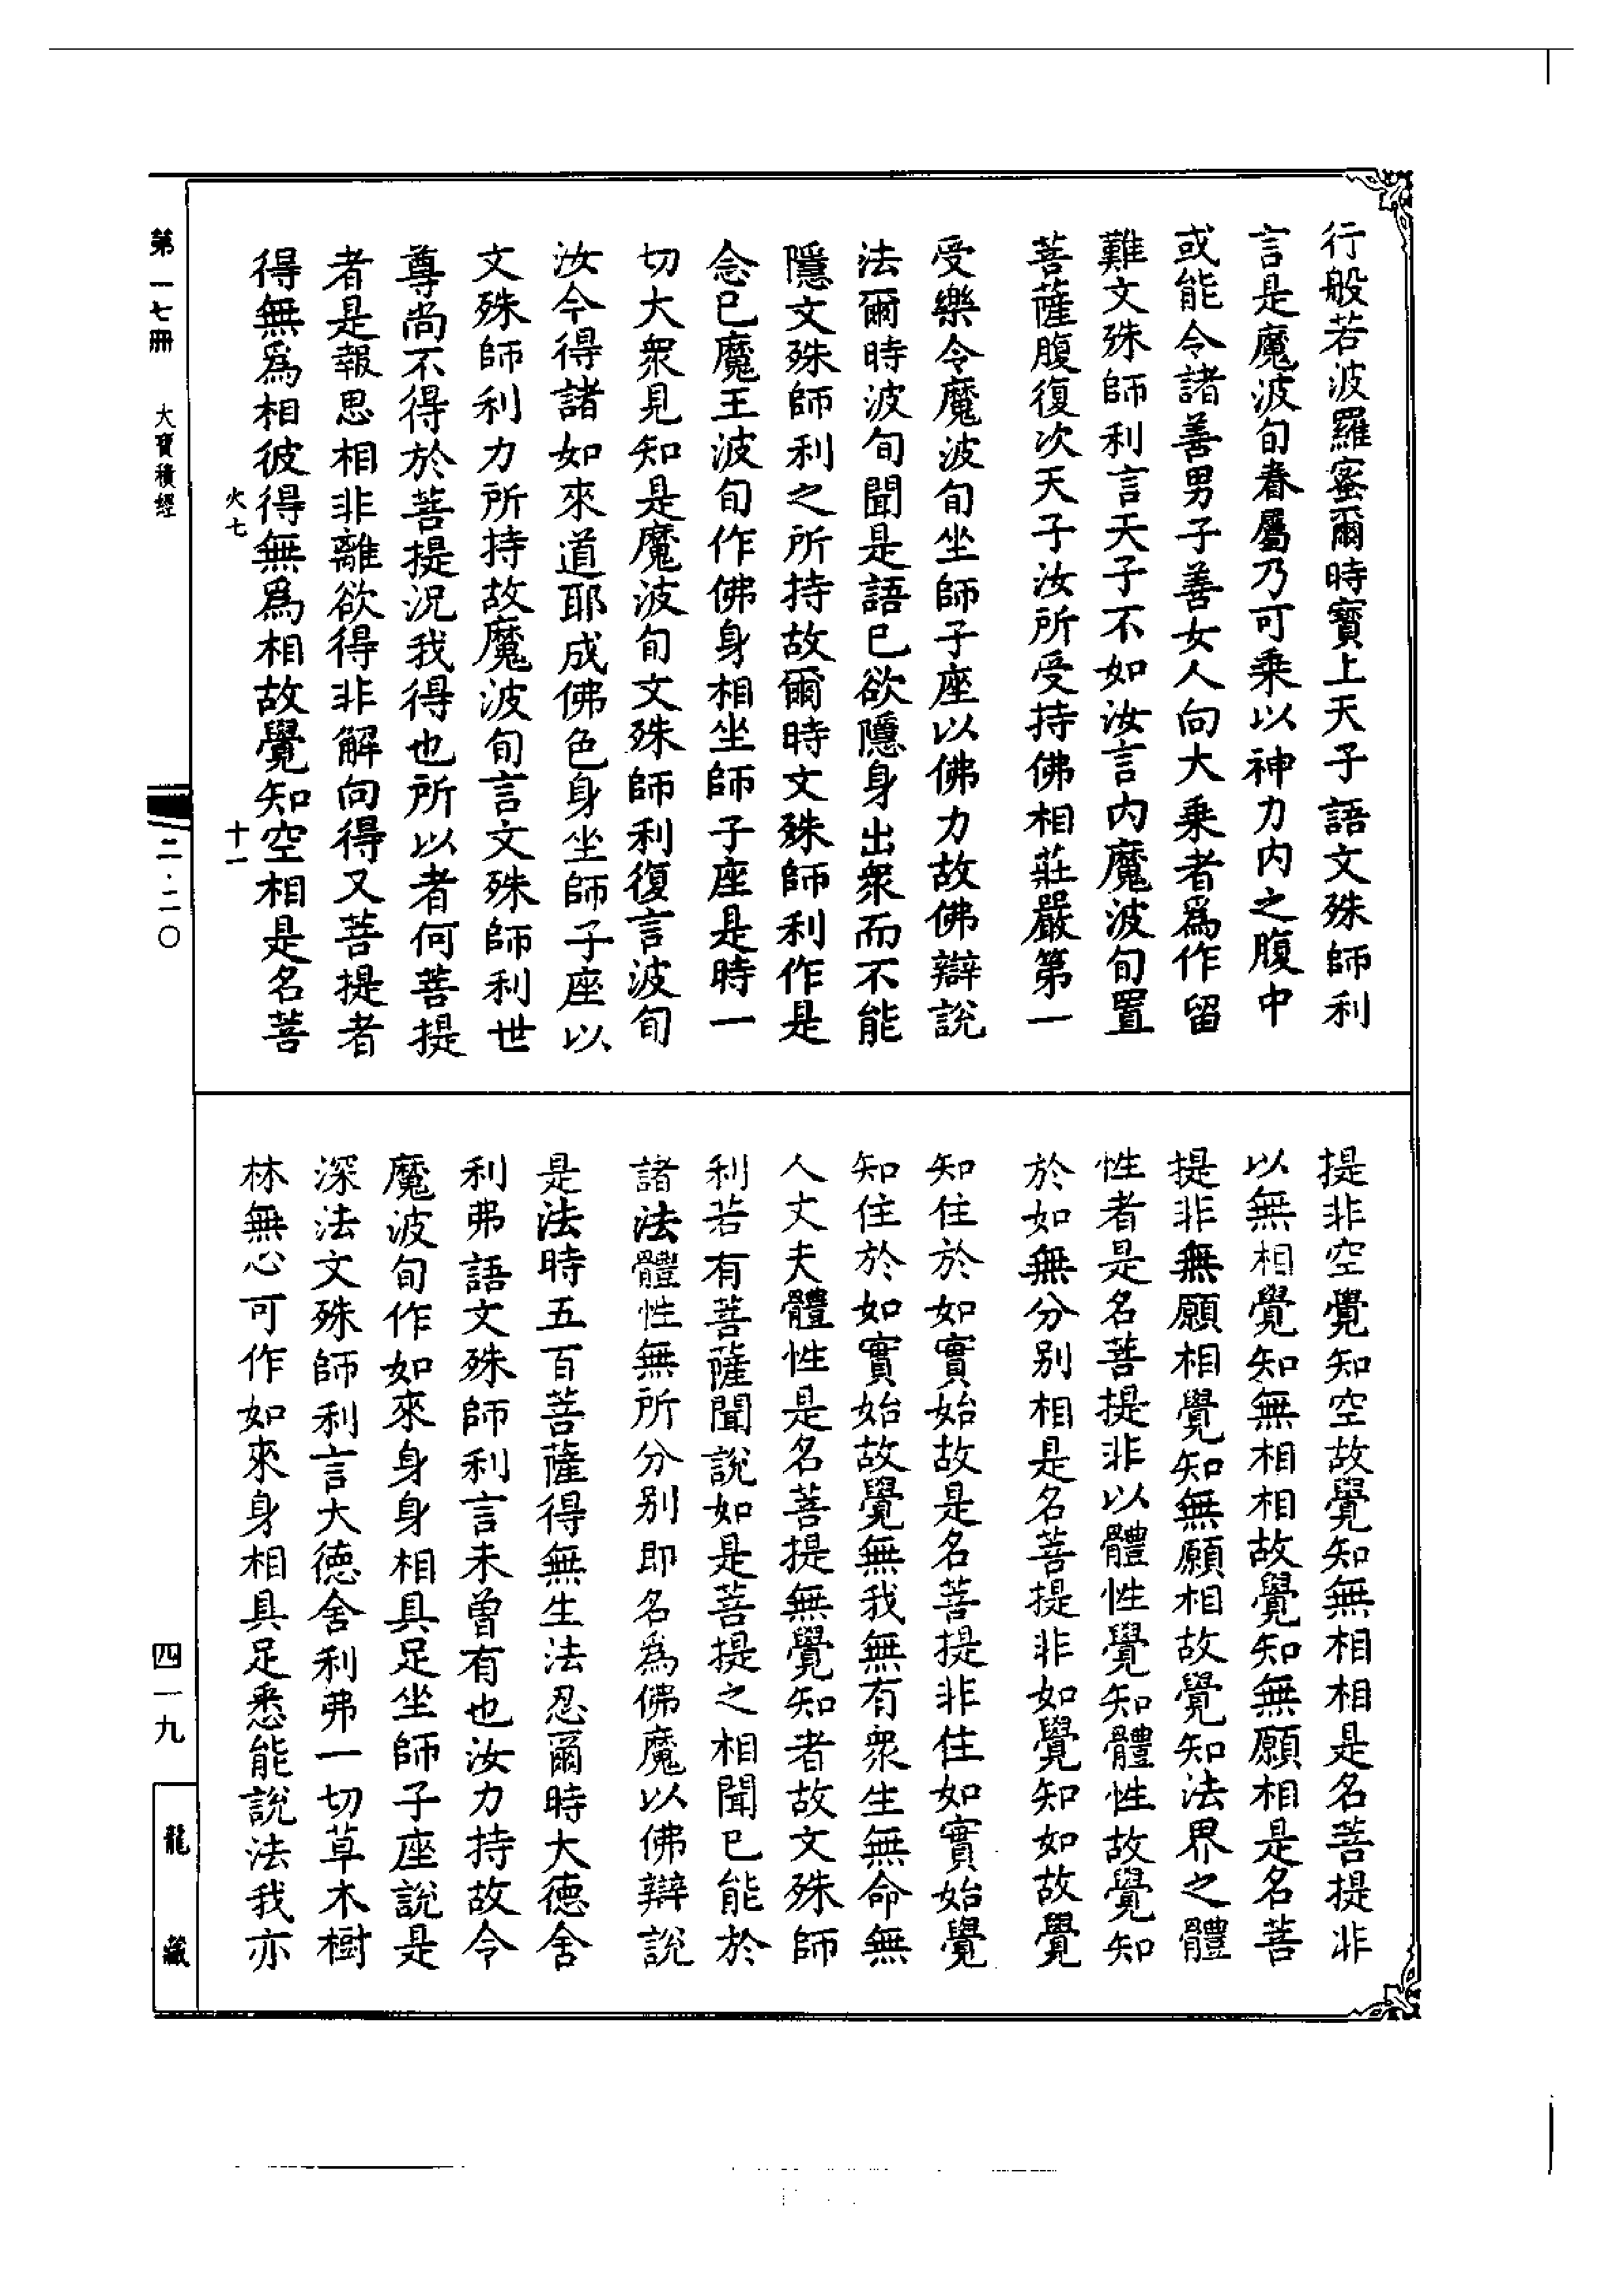 行般若波羅蜜爾時寶上天子語文殊師利
言是魔波旬眷屬乃可乘以神力內之腹中
或能令諸善男子善女人向大乘者爲作留
難文殊師利言天子不如汝言內魔波旬置
菩薩腹復次天子汝所受持佛相莊嚴第一
受樂令魔波旬坐師子座以佛力故佛辯說
法爾時波旬聞是語已欲隱身出衆而不能
隱文殊師利之所持故爾時文殊師利作是
念已魔王波旬作佛身相坐師子座是時一
切大衆見知是魔波旬文殊師利復言波旬
汝今得諸如來道耶成佛色身坐師子座以
文殊師利力所持故魔波旬言文殊師利世
尊尚不得於菩提況我得也所以者何菩提
者是報思相非離欲得非解向得又菩提者
得無爲相彼得無爲相故覺知空相是名菩
提非空覺知空故覺知無相相是名菩提非
以無相覺知無相相故覺知無願相是名菩
提非無願相覺知無願相故覺知法界之體
性者是名菩提非以體性覺知體性故覺知
於如無分別相是名菩提非如覺知如故覺
知住於如實始故是名菩提非住如實始覺
知住於如實始故覺無我無有衆生無命無
人丈夫體性是名菩提無覺知者故文殊師
利若有菩薩聞說如是菩提之相聞已能於
諸法體性無所分別即名爲佛魔以佛辯說
是法時五百菩薩得無生法忍爾時大德舍
利弗語文殊師利言未曾有也汝力持故令
魔波旬作如來身身相具足坐師子座說是
深法文殊師利言大德舍利弗一切草木樹
林無心可作如來身相具足悉能說法我亦
火七
十一
第一七冊 大寶積經
二·二〇
四一九
龍藏